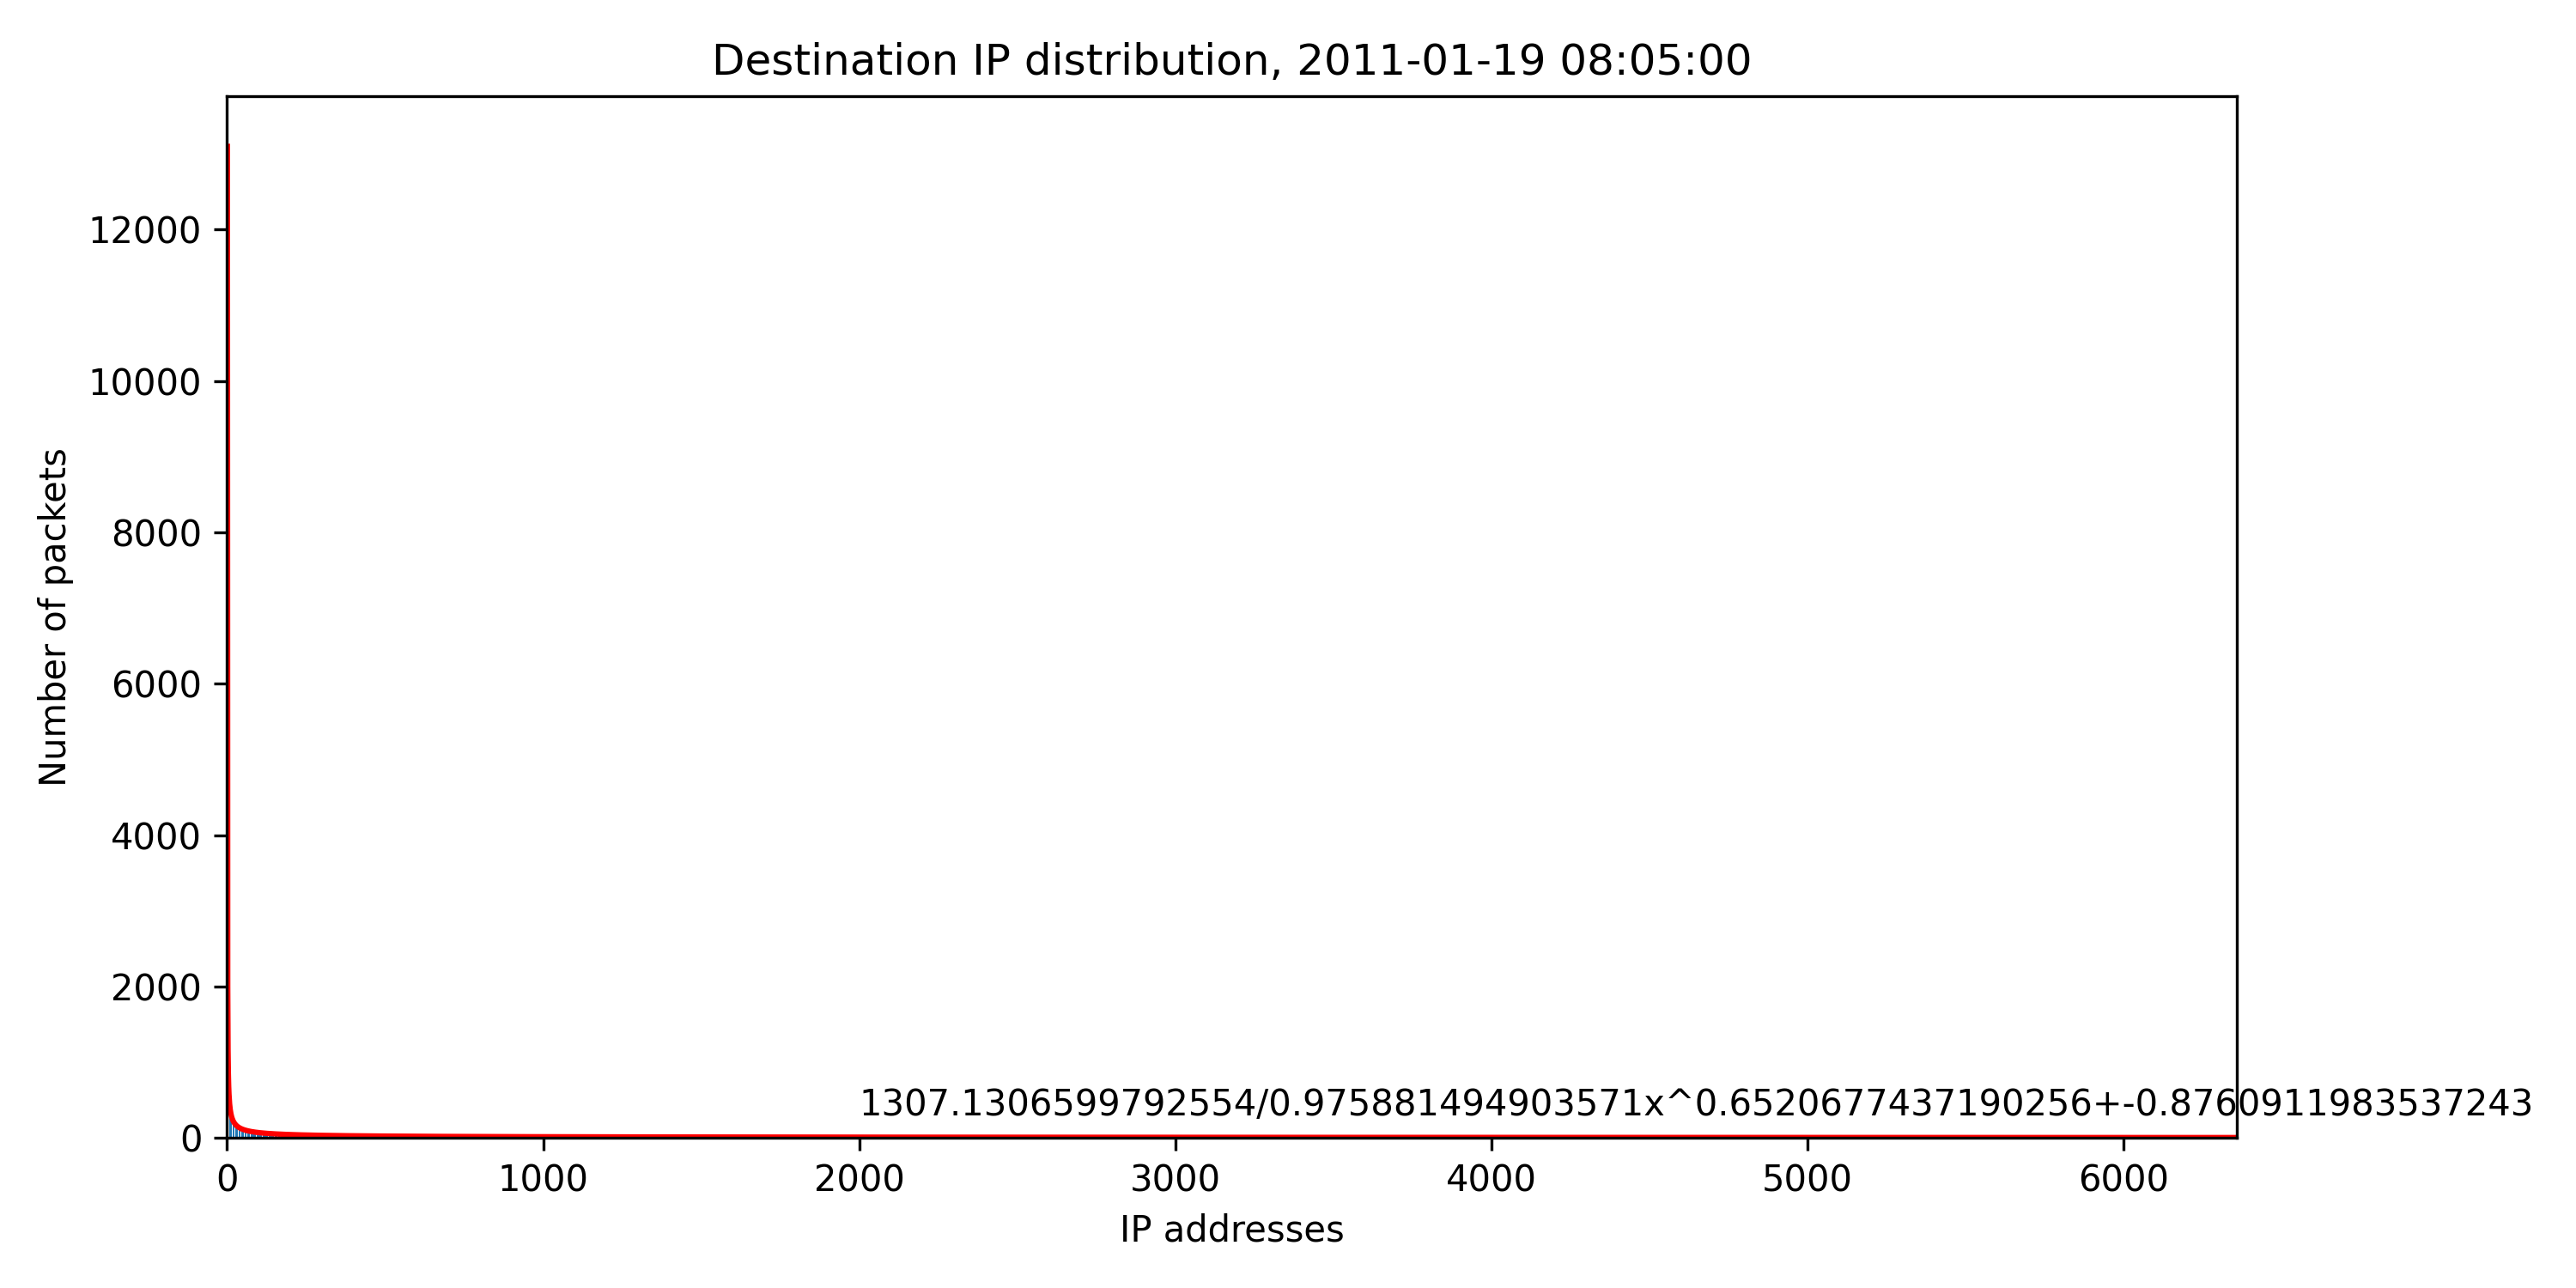 Destination IP distribution, 2011-01-19 08:05:00
Number of packets
12000
10000
8000
6000
4000
2000
0
1307.1306599792554/0.975881494903571x^0.6520677437190256+-0.8760911983537243
0 1000 2000 3000 4000 5000 6000
IP addresses